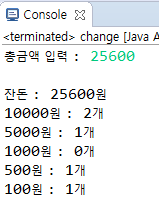 Console
<terminated> change [Java A
총금액 입력 : 25600
잔돈 : 25600원
10000원 : 2개
5000원 : 1개
1000원 : 0개
500원 : 1개
100원 : 1개